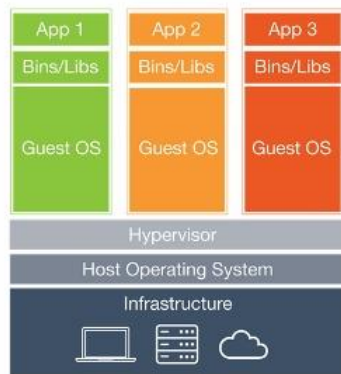 App 1
App 2
App 3
Bins/Libs
Bins/Libs
Bins/Libs
Guest OS
Guest OS
Guest OS
Hypervisor
Host Operating System
Infrastructure